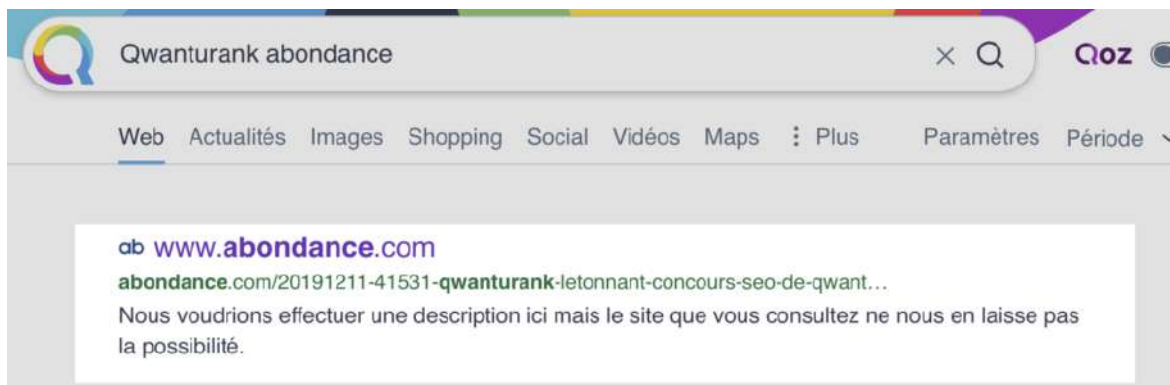 Qwanturank abondance
Qoz
Web Actualités Images Shopping Social Vidéos Maps Plus Paramètres Période
ab www.abondance.com
abondance.com/20191211-41531-qwanturank-letonnant-concours-seo-de-qwant...
Nous voudrions effectuer une description ici mais le site que vous consultez ne nous en laisse pas
la possibilité.